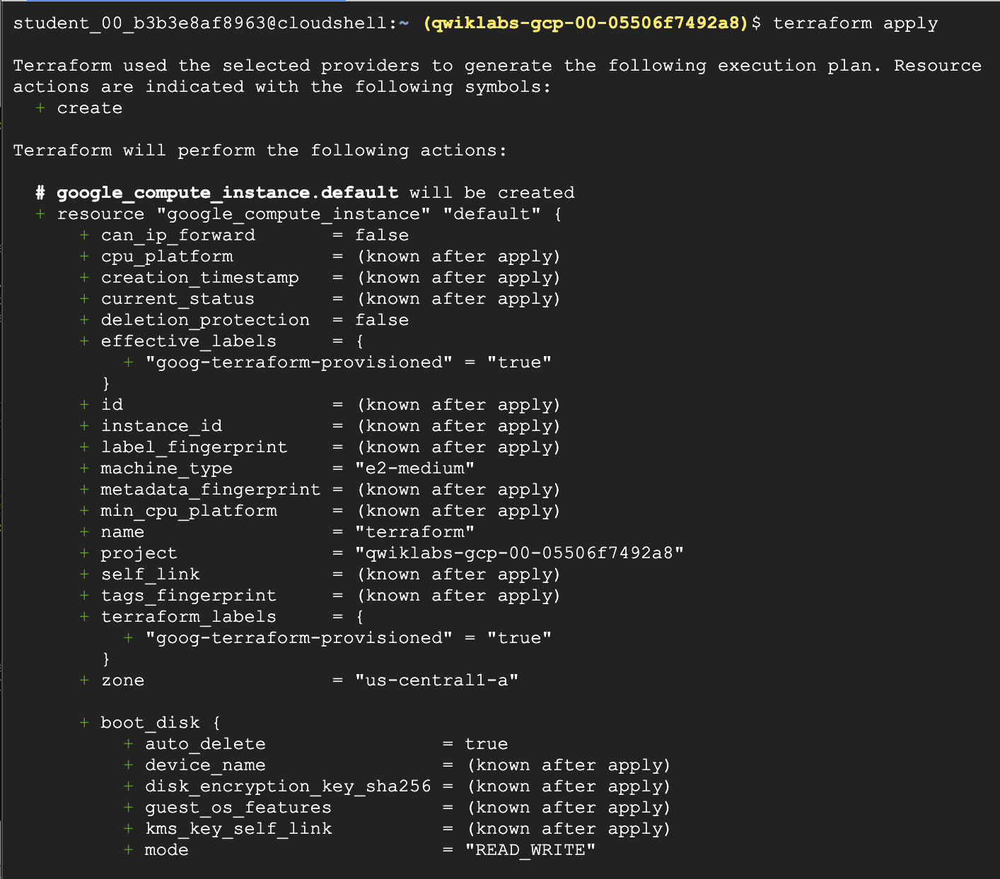 student_00_b3b3e8af8963@cloudshell:~ (qwiklabs-gcp-00-05506f7492a8)$ terraform apply

Terraform used the selected providers to generate the following execution plan. Resource
actions are indicated with the following symbols:
  + create

Terraform will perform the following actions:

  # google_compute_instance.default will be created
  + resource "google_compute_instance" "default" {
      + can_ip_forward       = false
      + cpu_platform         = (known after apply)
      + creation_timestamp   = (known after apply)
      + current_status       = (known after apply)
      + deletion_protection  = false
      + effective_labels     = {
          + "goog-terraform-provisioned" = "true"
        }
      + id                   = (known after apply)
      + instance_id          = (known after apply)
      + label_fingerprint    = (known after apply)
      + machine_type         = "e2-medium"
      + metadata_fingerprint = (known after apply)
      + min_cpu_platform     = (known after apply)
      + name                 = "terraform"
      + project              = "qwiklabs-gcp-00-05506f7492a8"
      + self_link            = (known after apply)
      + tags_fingerprint     = (known after apply)
      + terraform_labels     = {
          + "goog-terraform-provisioned" = "true"
        }
      + zone                 = "us-central1-a"

      + boot_disk {
          + auto_delete                = true
          + device_name                = (known after apply)
          + disk_encryption_key_sha256 = (known after apply)
          + guest_os_features          = (known after apply)
          + kms_key_self_link          = (known after apply)
          + mode                       = "READ_WRITE"